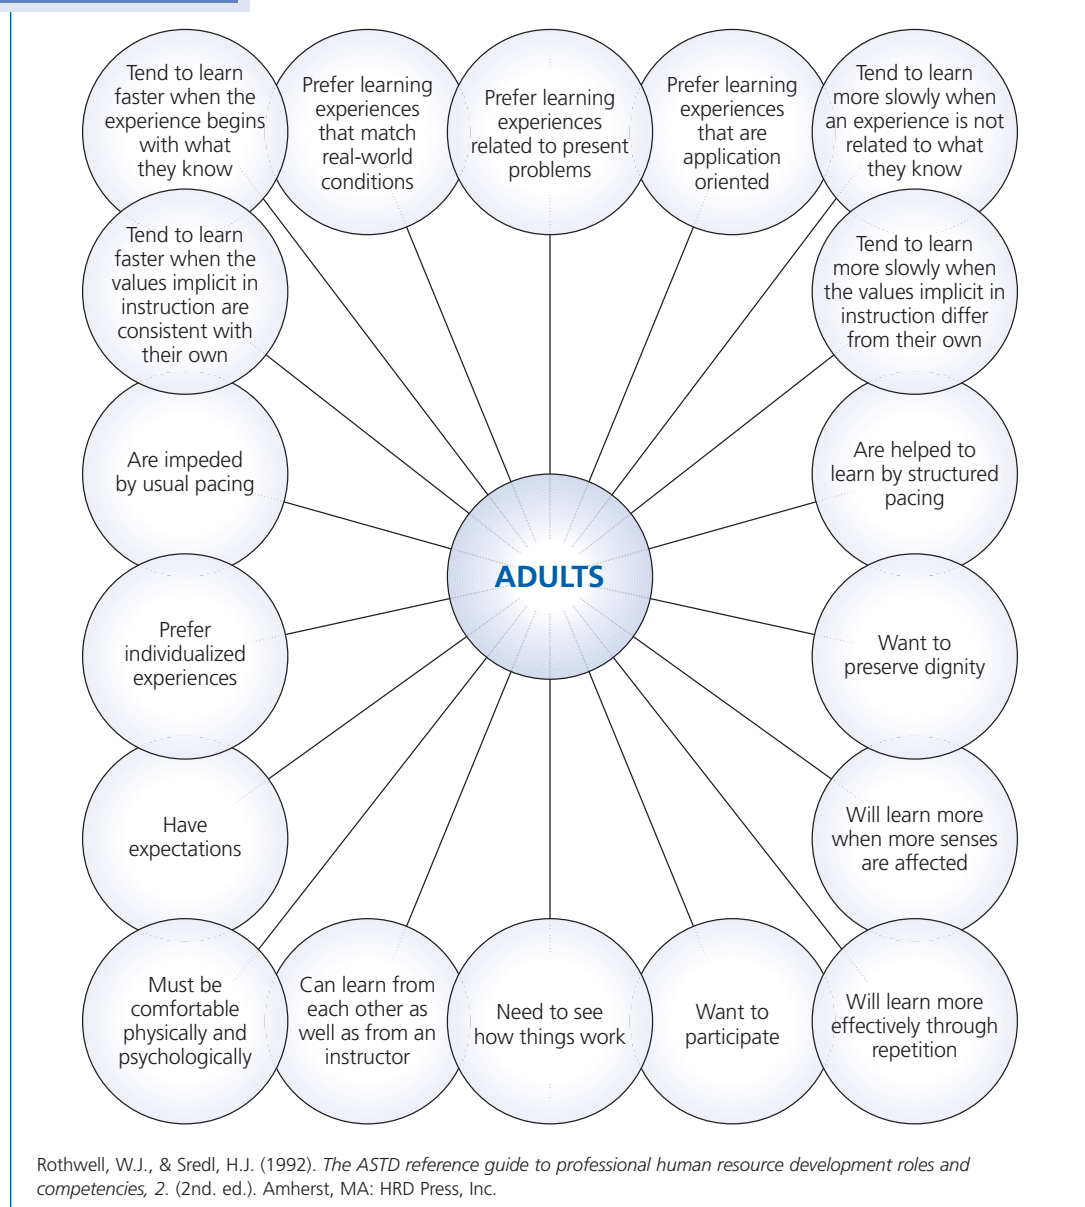 Tend to learn
faster when the
experience begins
with what
they know
Prefer learning
experiences
that match
real-world
conditions
Prefer learning
experiences
related to present
problems
Prefer learning
experiences
that are
application
oriented
Tend to learn
more slowly when
an experience is not
related to what
they know
Tend to learn
faster when the
values implicit in
instruction are
consistent with
their own
Tend to learn
more slowly when
the values implicit in
instruction differ
from their own
Are impeded
by usual pacing
Are helped to
learn by structured
pacing
ADULTS
Prefer
individualized
experiences
Want to
preserve dignity
Have
expectations
Will learn more
when more senses
are affected
Must be
comfortable
physically and
psychologically
Can learn from
each other as
well as from an
instructor
Need to see
how things work
Want to
participate
Will learn more
effectively through
repetition
Rothwell, W.J., & Sredl, H.J. (1992). The ASTD reference guide to professional human resource development roles and
competencies, 2. (2nd. ed.). Amherst, MA: HRD Press, Inc.